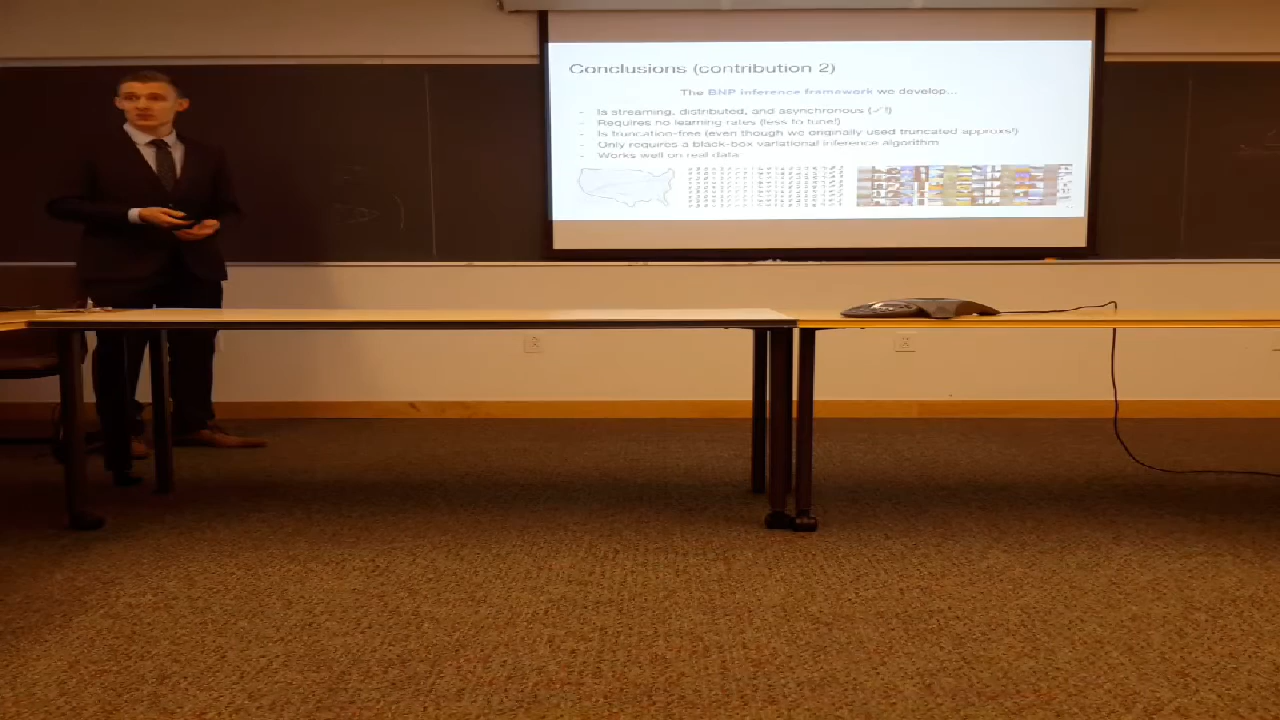 Conclusions (contribution 2)
The BNP inference framework we develop...
- Is streaming, distributed, and asynchronous (✓!)
- Requires no learning rates (less to tune!)
- Is truncation-free (even though we originally used truncated approxs!)
- Only requires a black-box variational inference algorithm
- Works well on real data